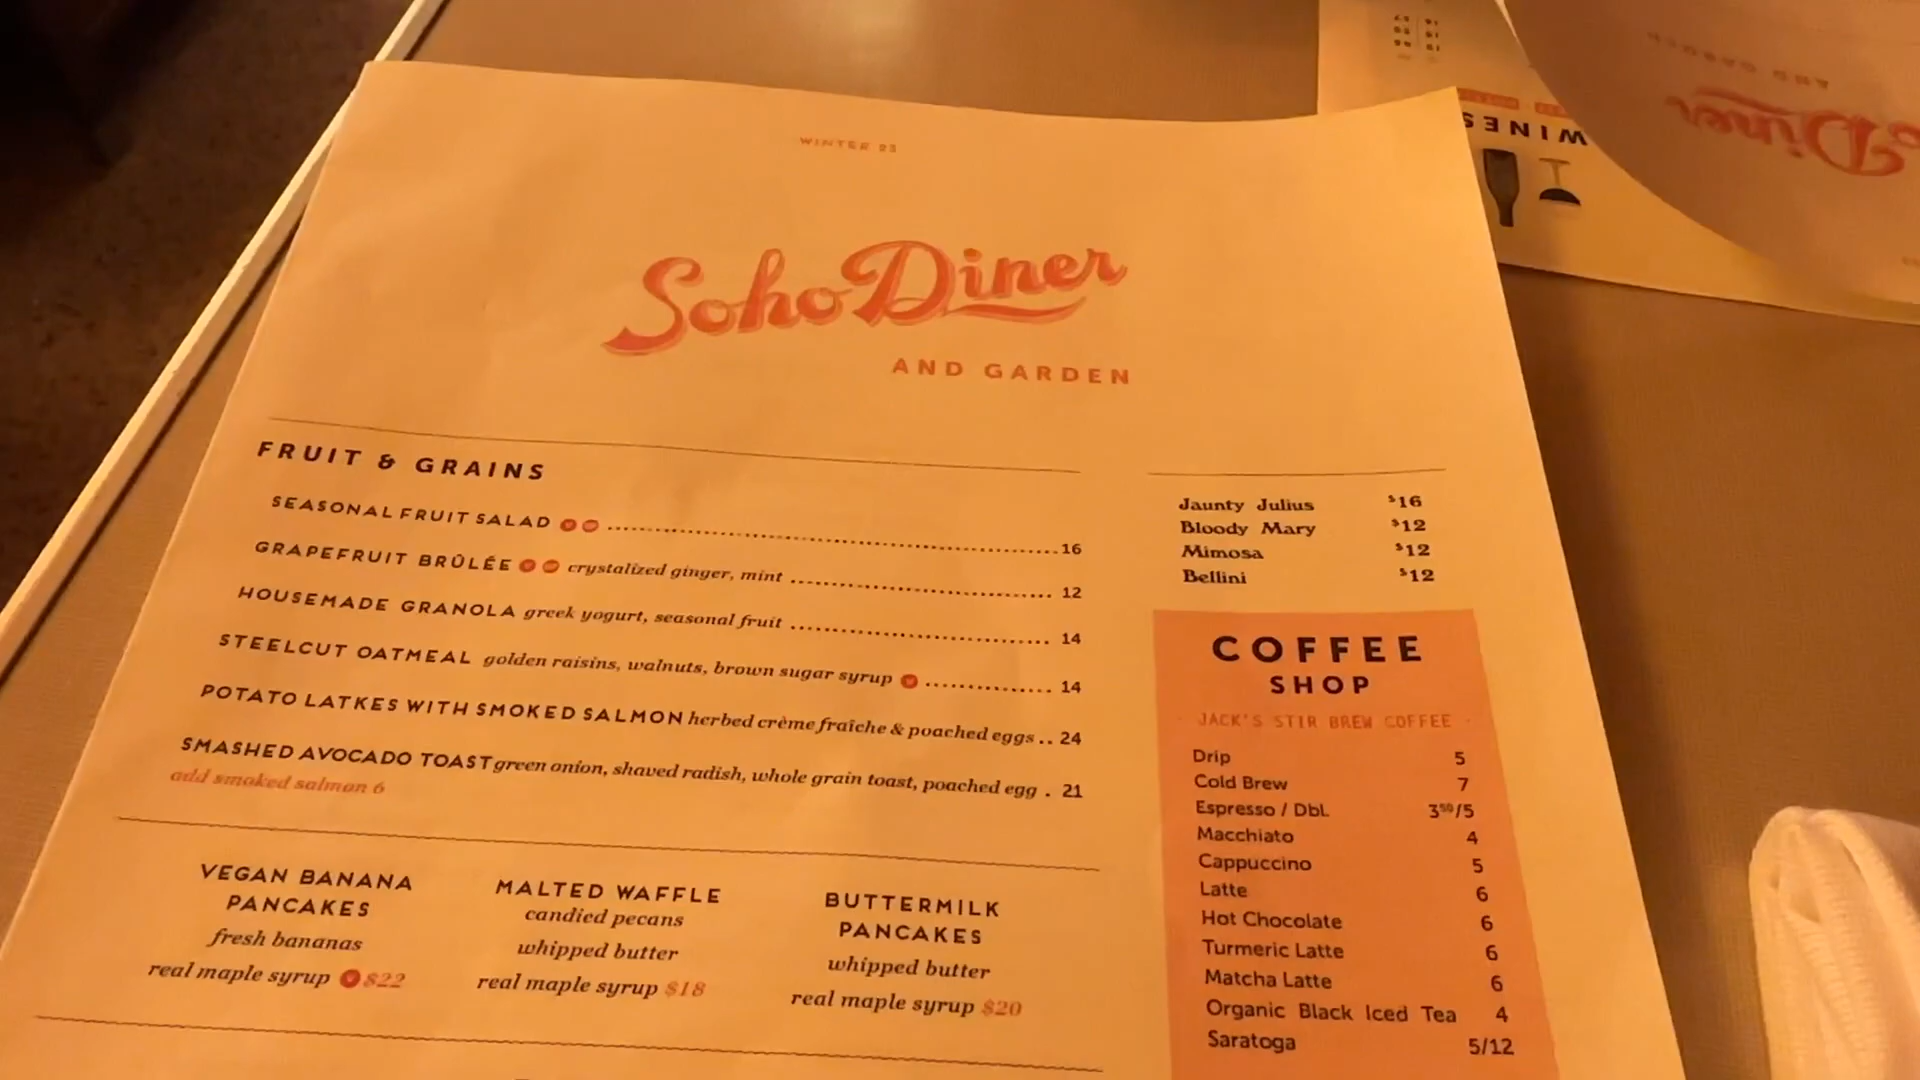 WINTER 23
Soho Diner
AND GARDEN
FRUIT & GRAINS
SEASONAL FRUIT SALAD 16
GRAPEFRUIT BRÛLÉE crystalized ginger, mint 12
HOUSEMADE GRANOLA greek yogurt, seasonal fruit 14
STEELCUT OATMEAL golden raisins, walnuts, brown sugar syrup 14
POTATO LATKES WITH SMOKED SALMON herbed crème fraîche & poached eggs 24
SMASHED AVOCADO TOAST green onion, shaved radish, whole grain toast, poached egg 21
add smoked salmon 6
VEGAN BANANA
PANCAKES
fresh bananas
real maple syrup $22
MALTED WAFFLE
candied pecans
whipped butter
real maple syrup $18
BUTTERMILK
PANCAKES
whipped butter
real maple syrup $20
Jaunty Julius $16
Bloody Mary $12
Mimosa $12
Bellini $12
COFFEE
SHOP
JACK'S STIR BREW COFFEE
Drip 5
Cold Brew 7
Espresso / Dbl. 3⁵⁰/5
Macchiato 4
Cappuccino 5
Latte 6
Hot Chocolate 6
Turmeric Latte 6
Matcha Latte 6
Organic Black Iced Tea 4
Saratoga 5/12
WINES
Diner
AND GARDEN